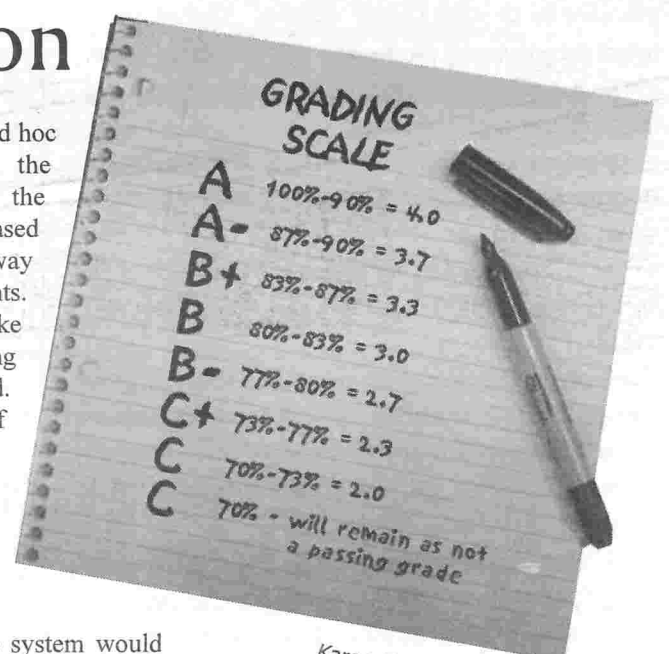 on
d hoc
the
the
ased
way
nts.
ke
ng
d.
f
GRADING
SCALE
A 100%-90% = 4.0
A- 87%-90% = 3.7
B+ 83%-87% = 3.3
B 80%-83% = 3.0
B- 77%-80% = 2.7
C+ 73%-77% = 2.3
C 70%-73% = 2.0
C 70% - will remain as not
a passing grade
system would